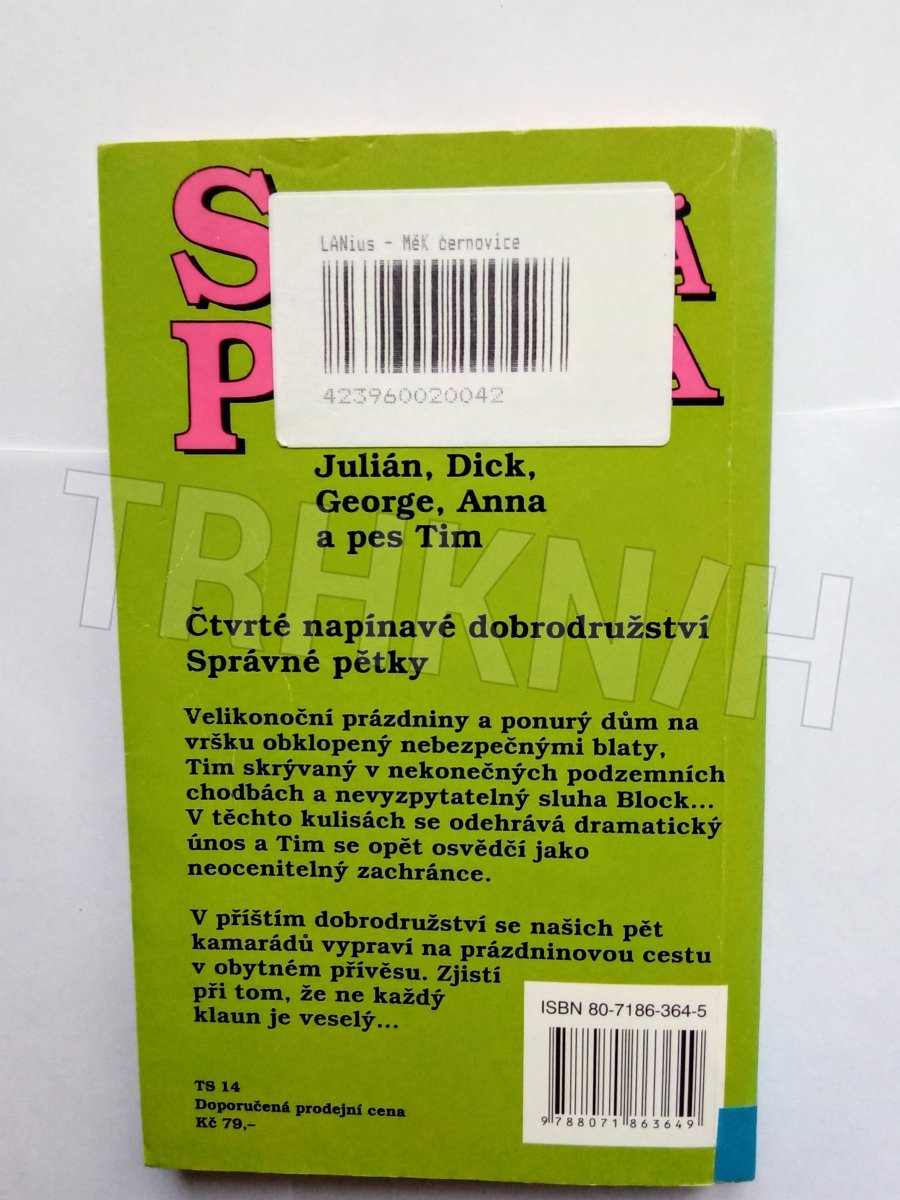 S Á
LANius - MěK černovice
423960020042
P A
Julián, Dick,
George, Anna
a pes Tim
TRHKNIH
Čtvrté napínavé dobrodružství
Správné pětky
Velikonoční prázdniny a ponurý dům na
vršku obklopený nebezpečnými blaty,
Tim skrývaný v nekonečných podzemních
chodbách a nevyzpytatelný sluha Block...
V těchto kulisách se odehrává dramatický
únos a Tim se opět osvědčí jako
neocenitelný zachránce.
V příštím dobrodružství se našich pět
kamarádů vypraví na prázdninovou cestu
v obytném přívěsu. Zjistí
při tom, že ne každý
klaun je veselý...
ISBN 80-7186-364-5
9 788071 863649
TS 14
Doporučená prodejní cena
Kč 79,-